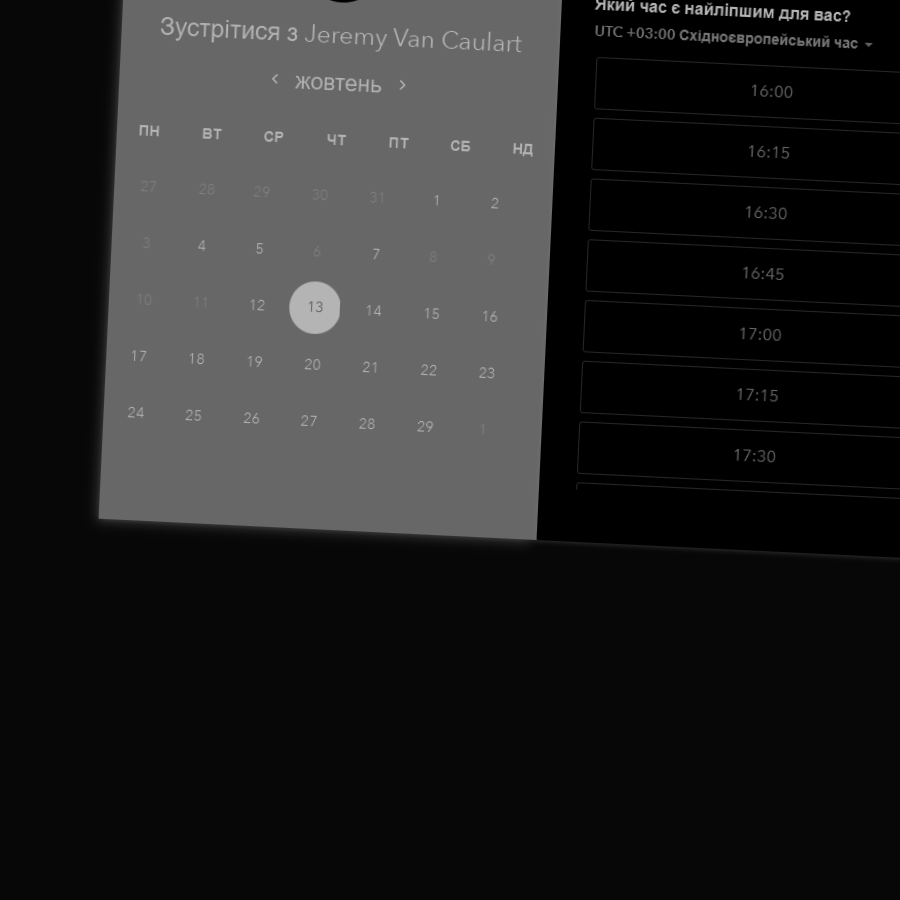 Зустрітися з Jeremy Van Caulart
жовтень
ПН ВТ СР ЧТ ПТ СБ НД
27 28 29 30 31 1 2
3 4 5 6 7 8 9
10 11 12 13 14 15 16
17 18 19 20 21 22 23
24 25 26 27 28 29 1
Який час є найліпшим для вас?
UTC +03:00 Східноєвропейський час
16:00
16:15
16:30
16:45
17:00
17:15
17:30